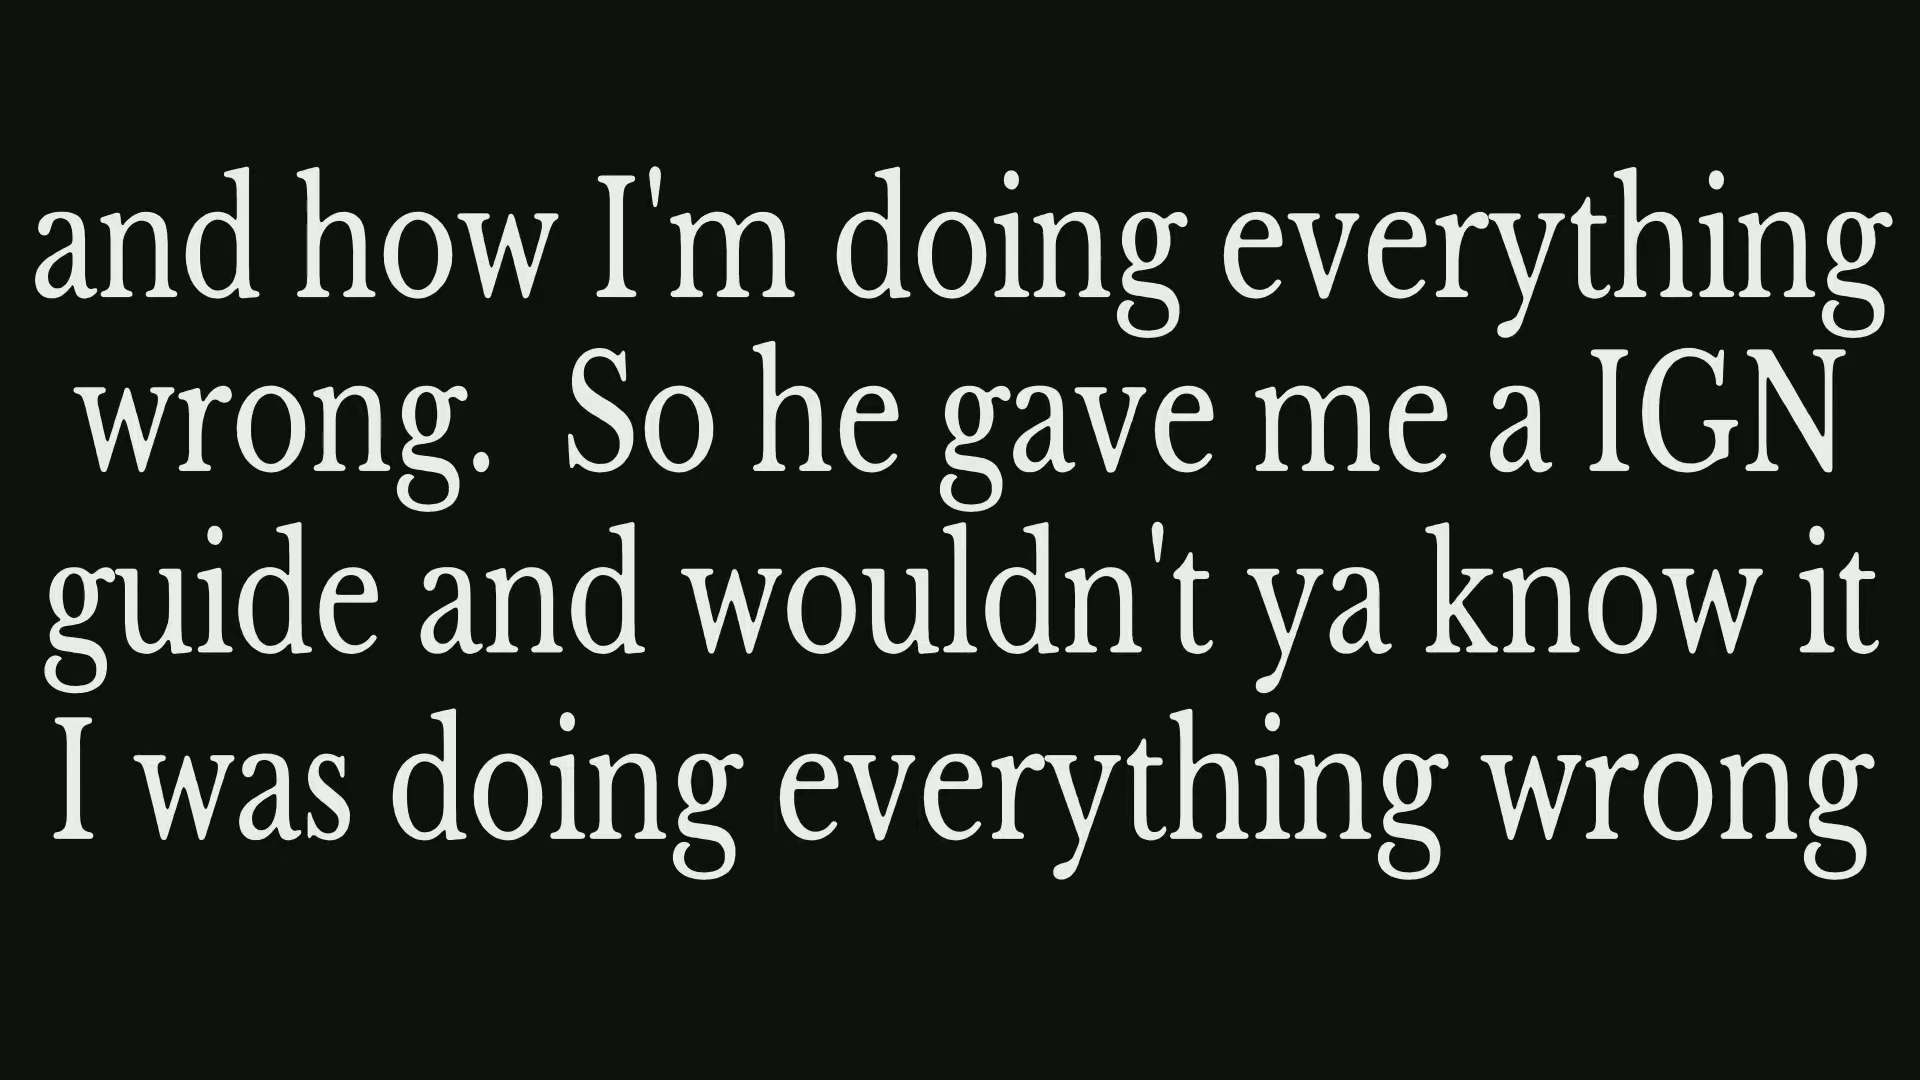 and how I'm doing everything
wrong.  So he gave me a IGN
guide and wouldn't ya know it
I was doing everything wrong